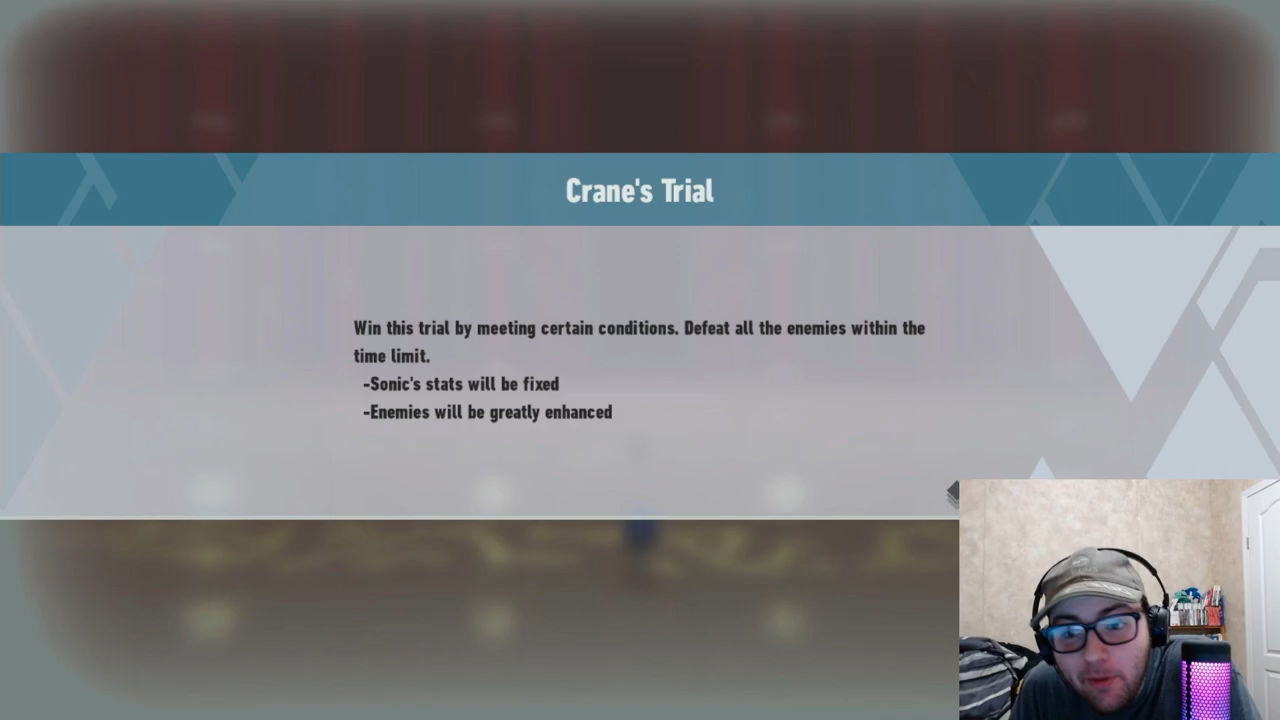 Crane's Trial
Win this trial by meeting certain conditions. Defeat all the enemies within the
time limit.
-Sonic's stats will be fixed
-Enemies will be greatly enhanced